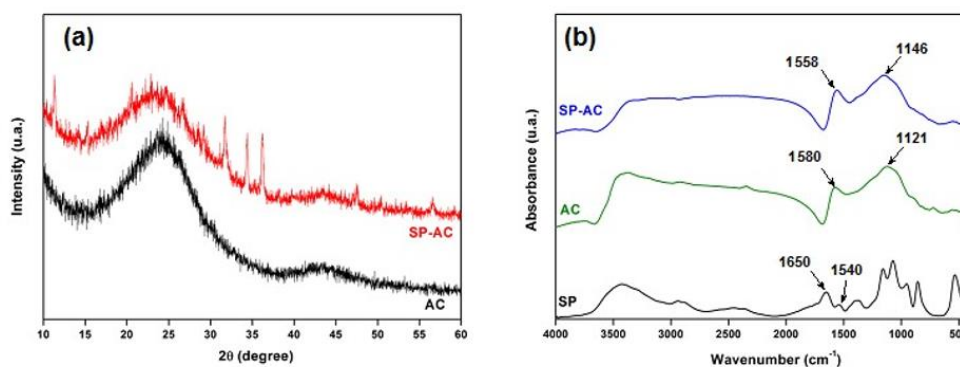 (a)
Intensity (u.a.)
SP-AC
AC
10 15 20 25 30 35 40 45 50 55 60
2θ (degree)
(b)
Absorbance (u.a.)
1558
1146
SP-AC
1580
1121
AC
1650
1540
SP
4000 3500 3000 2500 2000 1500 1000 500
Wavenumber (cm⁻¹)